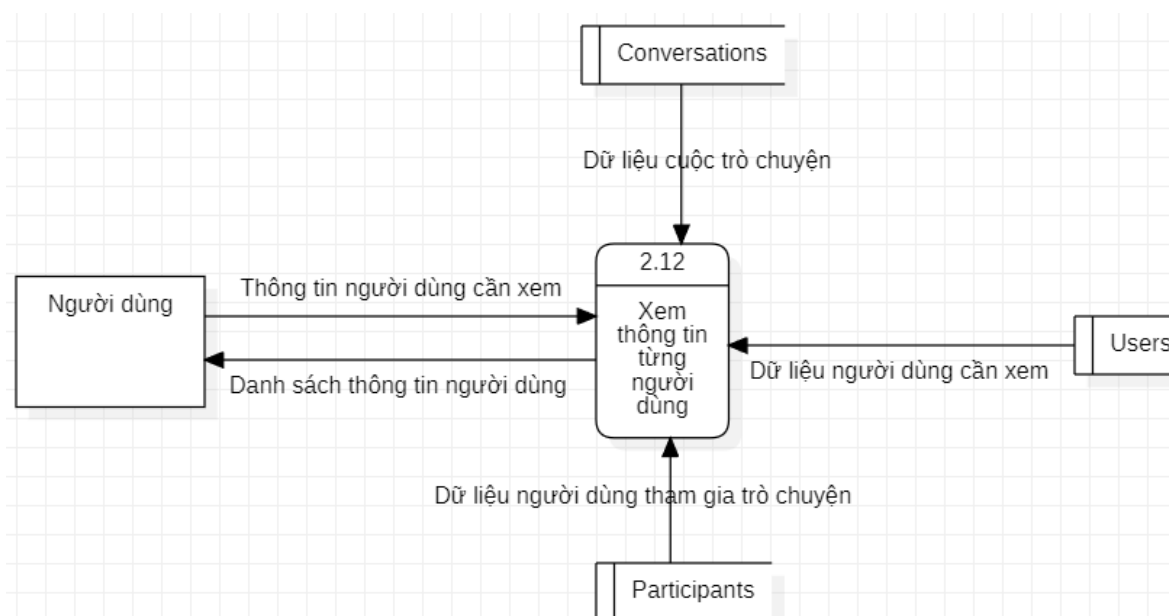 Conversations
Dữ liệu cuộc trò chuyện
2.12
Người dùng
Thông tin người dùng cần xem
Xem
thông tin
từng
người
dùng
Users
Dữ liệu người dùng cần xem
Danh sách thông tin người dùng
Dữ liệu người dùng tham gia trò chuyện
Participants